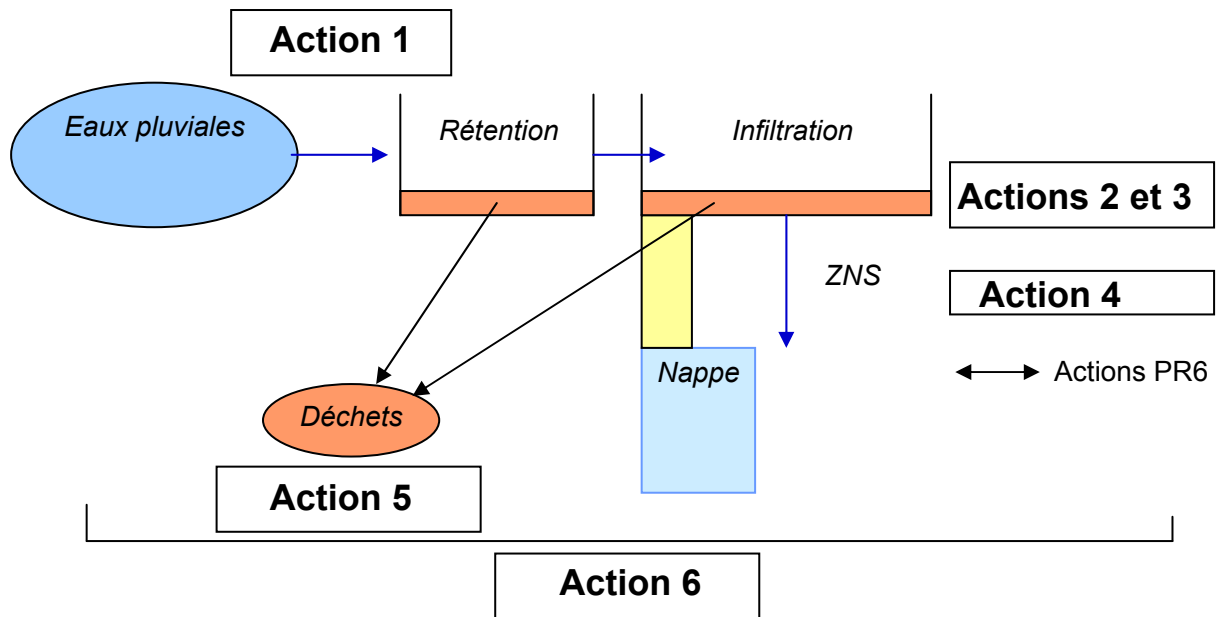 Action 1
Eaux pluviales
Rétention
Infiltration
Actions 2 et 3
ZNS
Action 4
Nappe
Actions PR6
Déchets
Action 5
Action 6